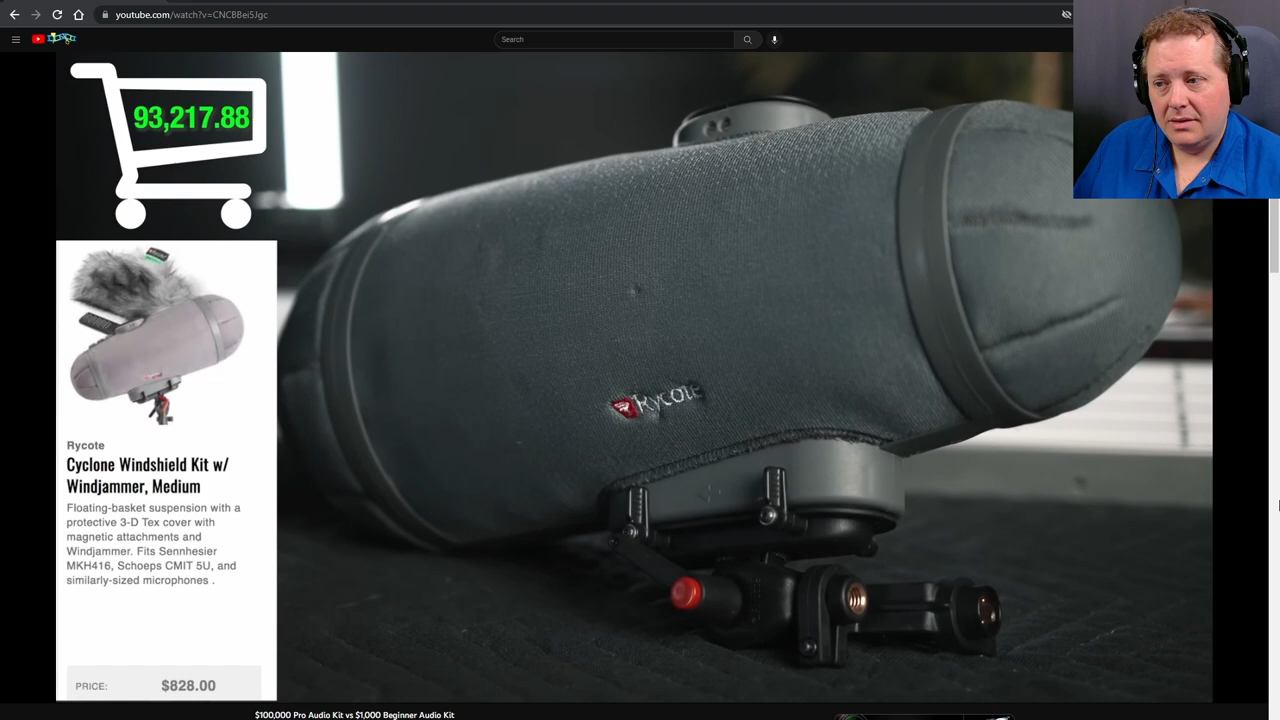 youtube.com/watch?v=CNCBBei5Jgc
Search
93,217.88
Rycote
Rycote
Cyclone Windshield Kit w/
Windjammer, Medium
Floating-basket suspension with a
protective 3-D Tex cover with
magnetic attachments and
Windjammer. Fits Sennhesier
MKH416, Schoeps CMIT 5U, and
similarly-sized microphones .
PRICE: $828.00
$100,000 Pro Audio Kit vs $1,000 Beginner Audio Kit